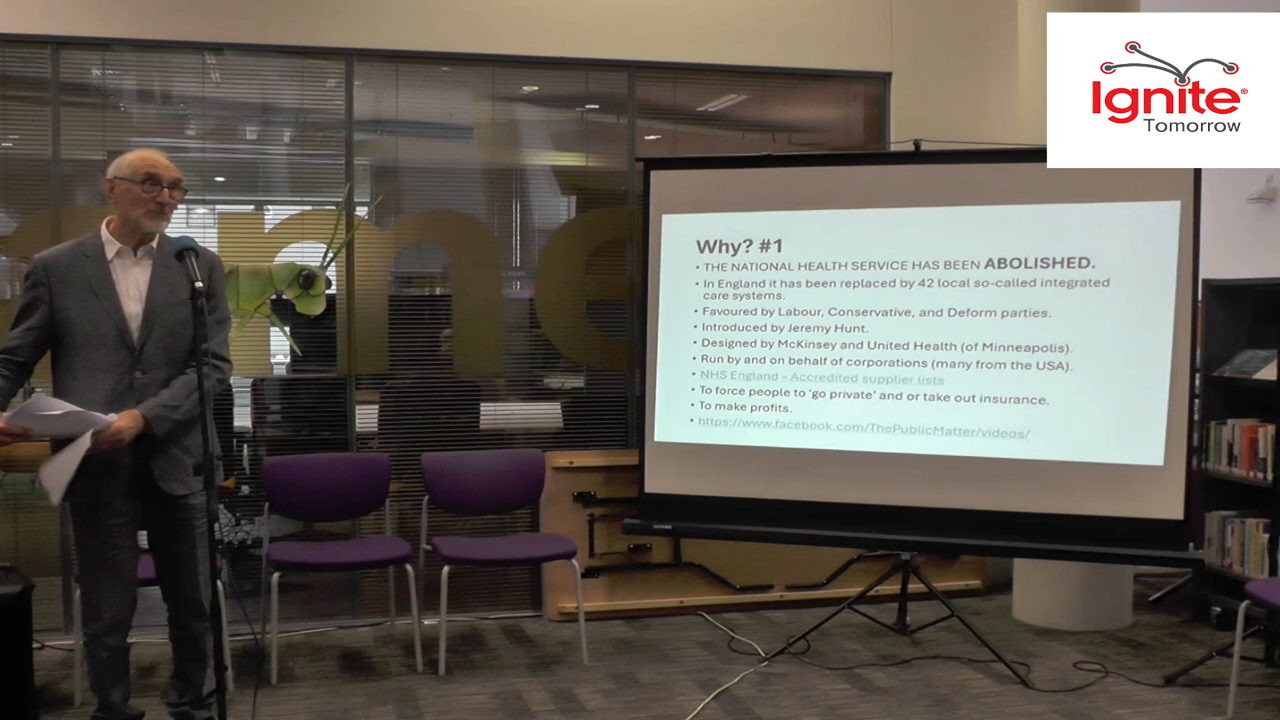 Ignite
Tomorrow
Why? #1
• THE NATIONAL HEALTH SERVICE HAS BEEN ABOLISHED.
• In England it has been replaced by 42 local so-called integrated
care systems.
• Favoured by Labour, Conservative, and Deform parties.
• Introduced by Jeremy Hunt.
• Designed by McKinsey and United Health (of Minneapolis).
• Run by and on behalf of corporations (many from the USA).
• NHS England - Accredited supplier lists
• To force people to 'go private' and or take out insurance.
• To make profits.
• https://www.facebook.com/ThePublicMatter/videos/